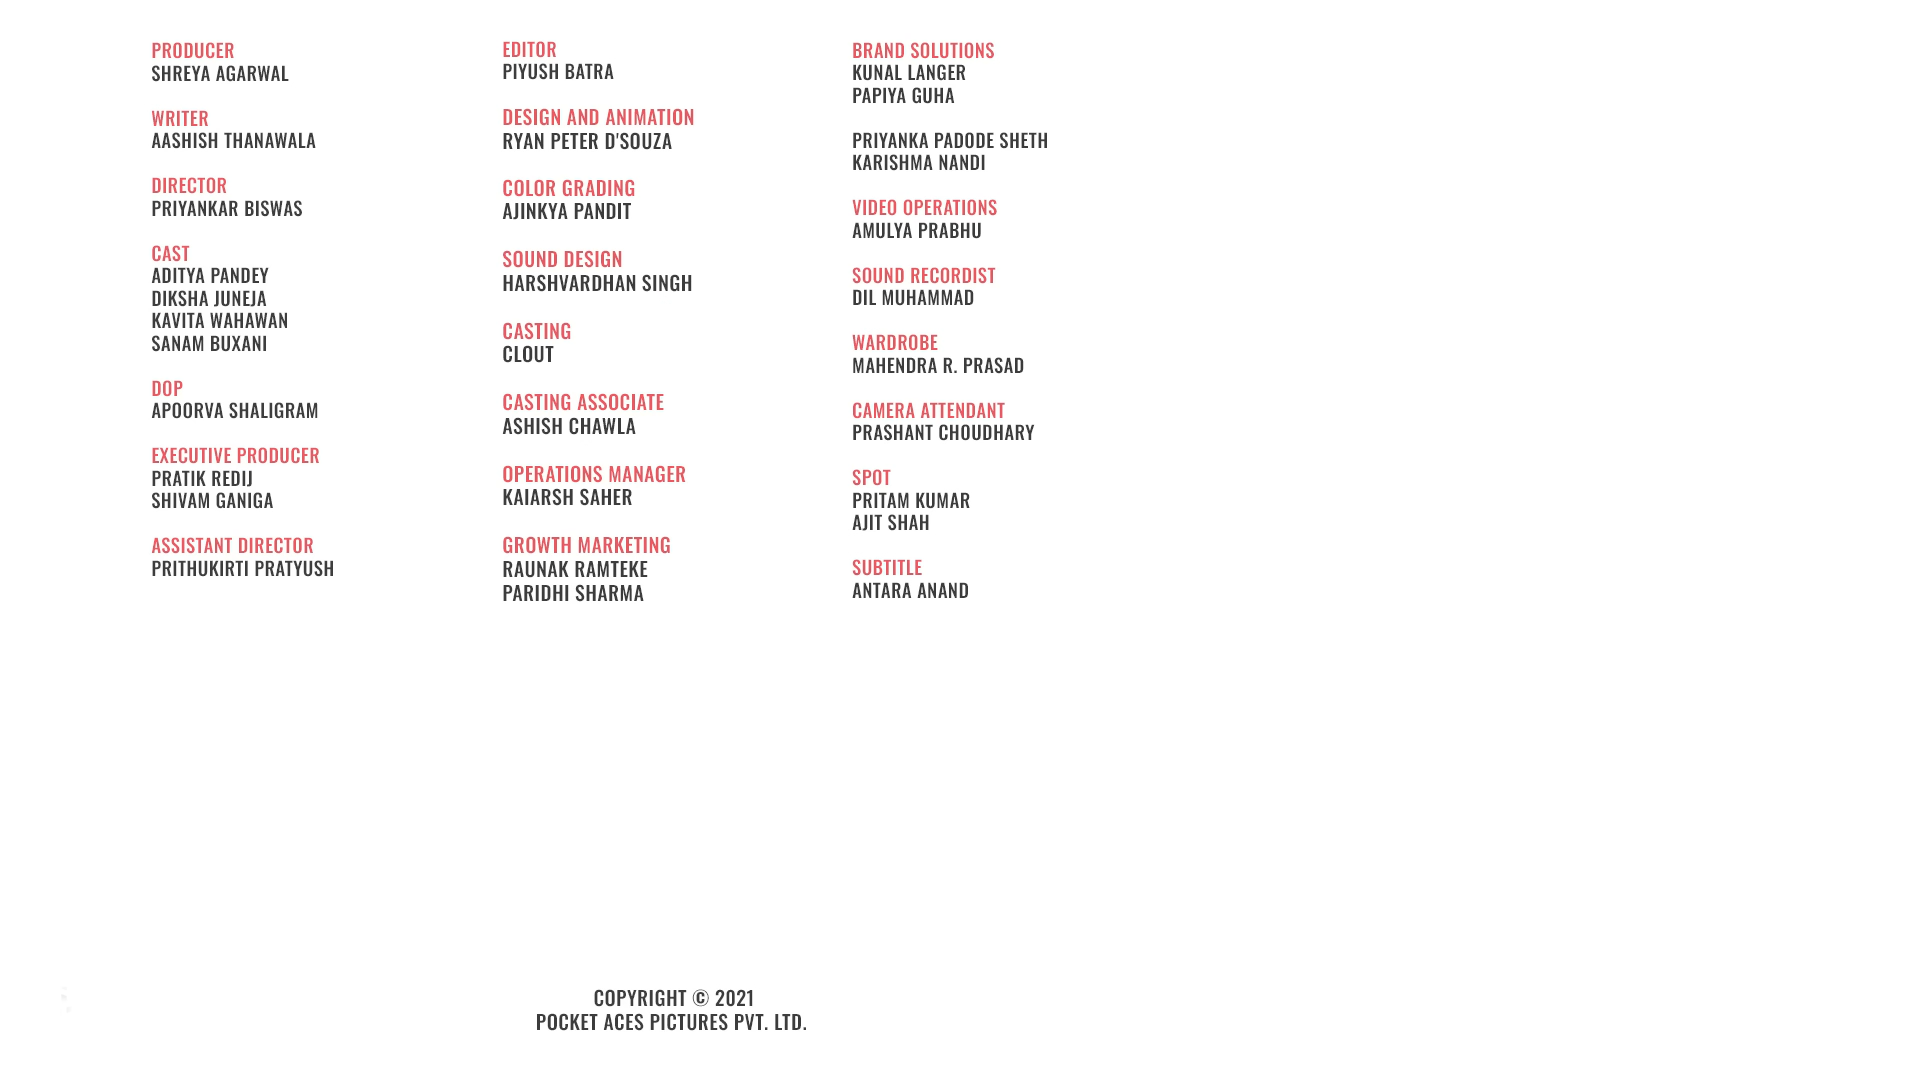 PRODUCER
SHREYA AGARWAL
WRITER
AASHISH THANAWALA
DIRECTOR
PRIYANKAR BISWAS
CAST
ADITYA PANDEY
DIKSHA JUNEJA
KAVITA WAHAWAN
SANAM BUXANI
DOP
APOORVA SHALIGRAM
EXECUTIVE PRODUCER
PRATIK REDIJ
SHIVAM GANIGA
ASSISTANT DIRECTOR
PRITHUKIRTI PRATYUSH
EDITOR
PIYUSH BATRA
DESIGN AND ANIMATION
RYAN PETER D'SOUZA
COLOR GRADING
AJINKYA PANDIT
SOUND DESIGN
HARSHVARDHAN SINGH
CASTING
CLOUT
CASTING ASSOCIATE
ASHISH CHAWLA
OPERATIONS MANAGER
KAIARSH SAHER
GROWTH MARKETING
RAUNAK RAMTEKE
PARIDHI SHARMA
BRAND SOLUTIONS
KUNAL LANGER
PAPIYA GUHA
PRIYANKA PADODE SHETH
KARISHMA NANDI
VIDEO OPERATIONS
AMULYA PRABHU
SOUND RECORDIST
DIL MUHAMMAD
WARDROBE
MAHENDRA R. PRASAD
CAMERA ATTENDANT
PRASHANT CHOUDHARY
SPOT
PRITAM KUMAR
AJIT SHAH
SUBTITLE
ANTARA ANAND
COPYRIGHT © 2021
POCKET ACES PICTURES PVT. LTD.